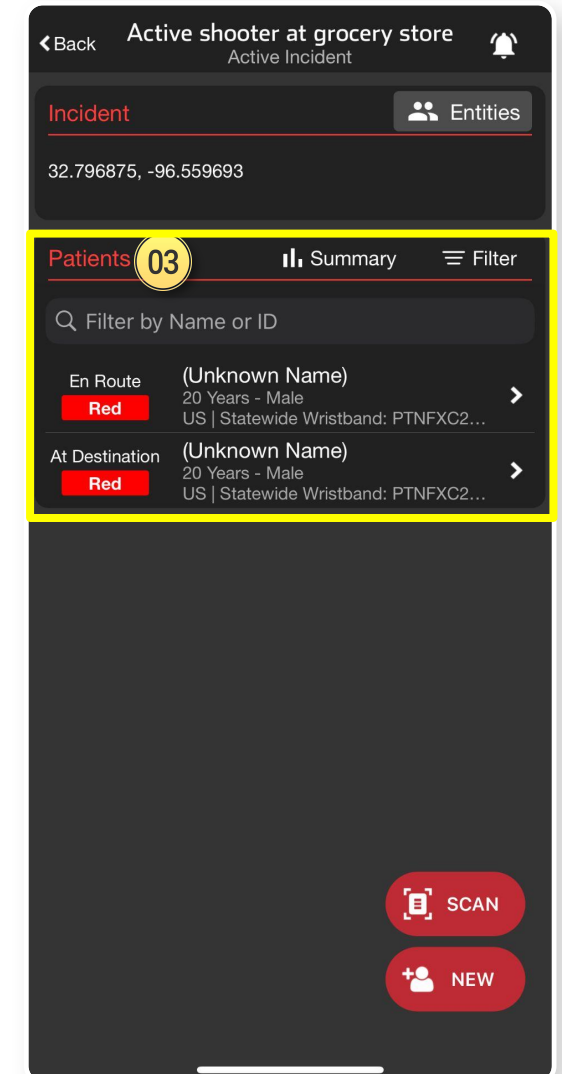 Back
Active shooter at grocery store
Active Incident
Incident
Entities
32.796875, -96.559693
Patients
03
Summary
Filter
Filter by Name or ID
En Route
Red
(Unknown Name)
20 Years - Male
US | Statewide Wristband: PTNFXC2...
At Destination
Red
(Unknown Name)
20 Years - Male
US | Statewide Wristband: PTNFXC2...
SCAN
NEW